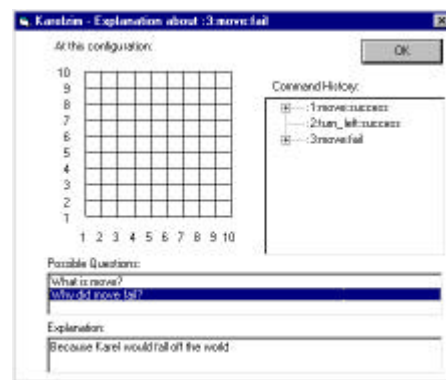 Karelzim - Explanation about :3:move:fail
At this configuration:
OK
10
9
8
7
6
5
4
3
2
1
1 2 3 4 5 6 7 8 9 10
Command History:
:1:move:success
:2:turn_left:success
:3:move:fail
Possible Questions:
What is move?
Why did move fail?
Explanation:
Because Karel would fall off the world